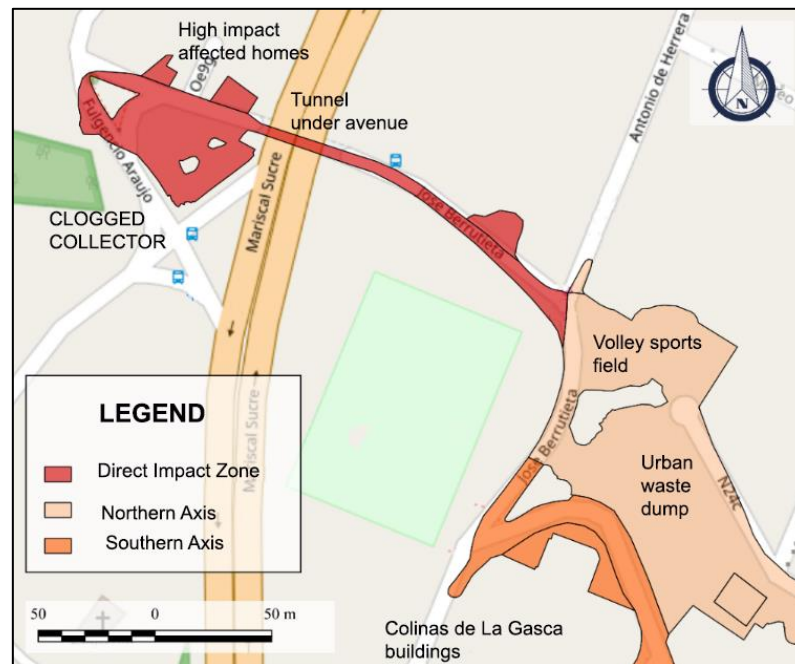 High impact
affected homes
Oe9g
Tunnel
under avenue
Antonio de Herrera
N
Fulgencio Araujo
CLOGGED
COLLECTOR
Mariscal Sucre
Jose Berrutieta
Volley sports
field
LEGEND
Direct Impact Zone
Northern Axis
Southern Axis
Mariscal Sucre
Jose Berrutieta
Urban
waste
dump
N24c
50 0 50 m
Colinas de La Gasca
buildings